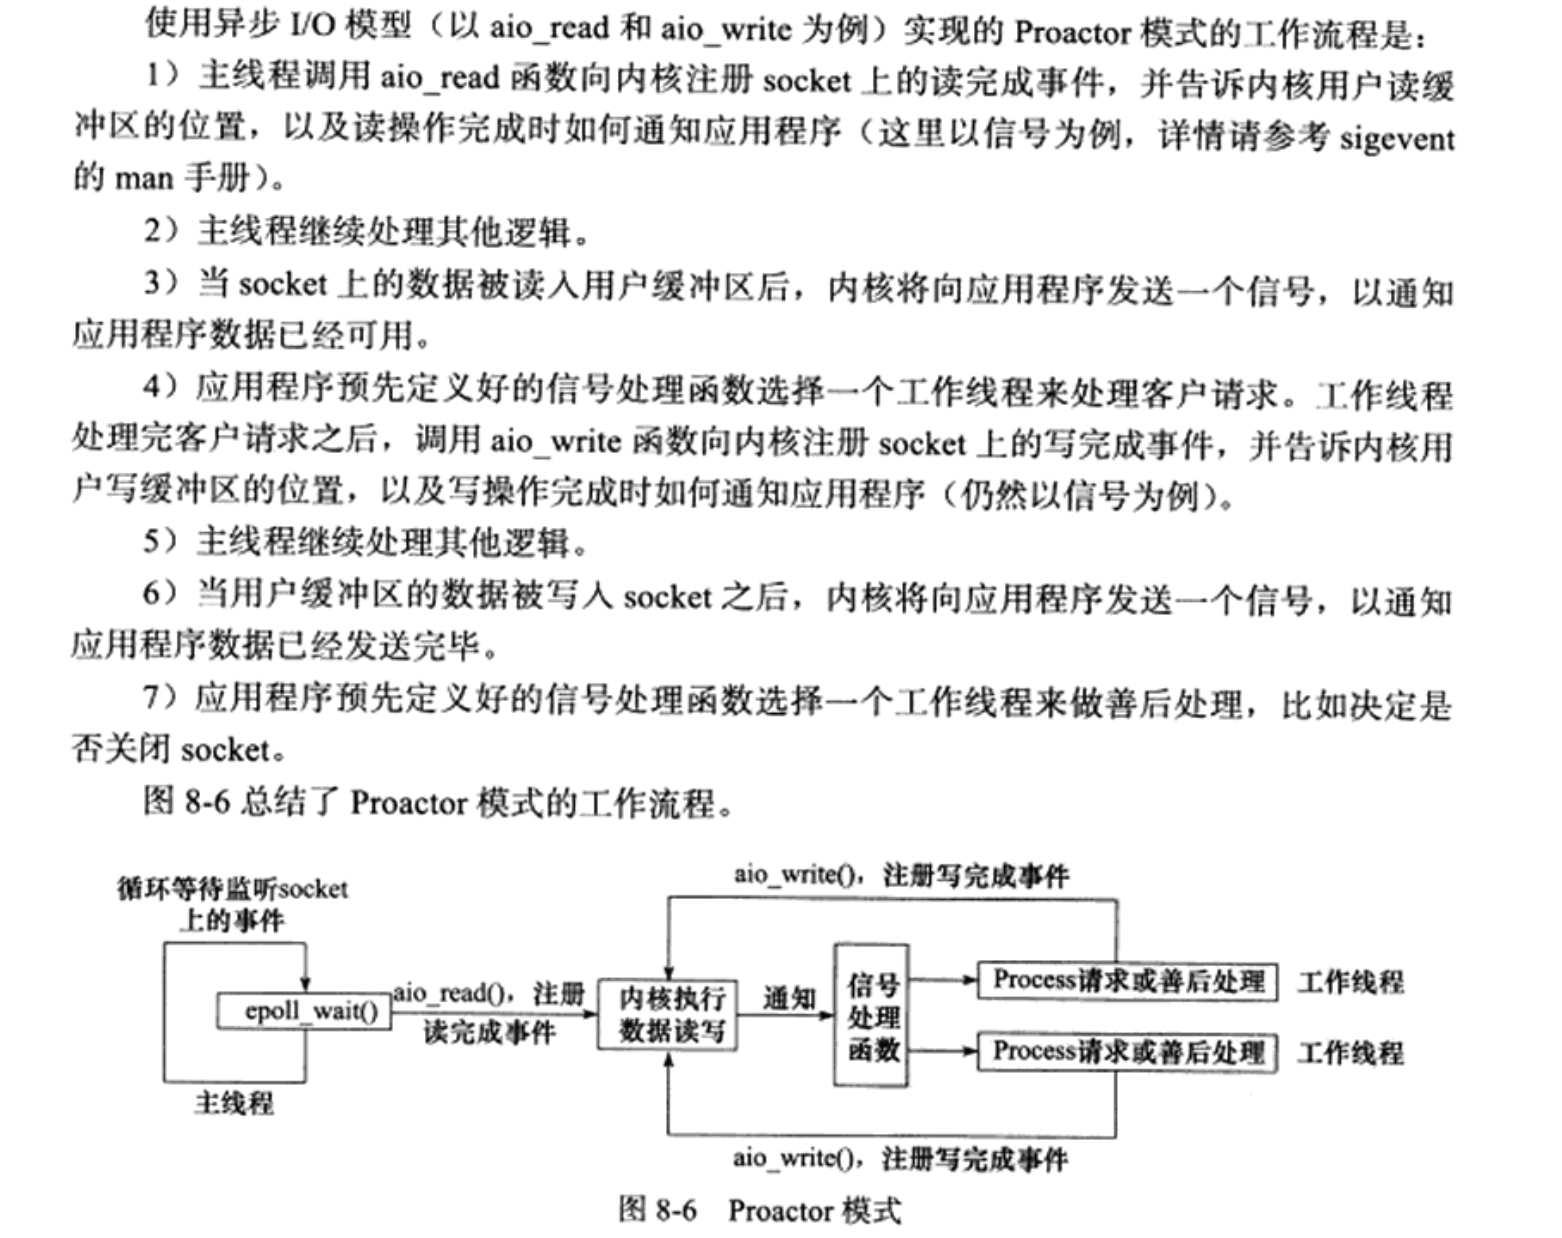 使用异步 I/O 模型（以 aio_read 和 aio_write 为例）实现的 Proactor 模式的工作流程是：
1）主线程调用 aio_read 函数向内核注册 socket 上的读完成事件，并告诉内核用户读缓
冲区的位置，以及读操作完成时如何通知应用程序（这里以信号为例，详情请参考 sigevent
的 man 手册）。
2）主线程继续处理其他逻辑。
3）当 socket 上的数据被读入用户缓冲区后，内核将向应用程序发送一个信号，以通知
应用程序数据已经可用。
4）应用程序预先定义好的信号处理函数选择一个工作线程来处理客户请求。工作线程
处理完客户请求之后，调用 aio_write 函数向内核注册 socket 上的写完成事件，并告诉内核用
户写缓冲区的位置，以及写操作完成时如何通知应用程序（仍然以信号为例）。
5）主线程继续处理其他逻辑。
6）当用户缓冲区的数据被写入 socket 之后，内核将向应用程序发送一个信号，以通知
应用程序数据已经发送完毕。
7）应用程序预先定义好的信号处理函数选择一个工作线程来做善后处理，比如决定是
否关闭 socket。
图 8-6 总结了 Proactor 模式的工作流程。
aio_write()，注册写完成事件
循环等待监听socket
上的事件
epoll_wait()
主线程
aio_read()，注册
读完成事件
内核执行
数据读写
通知
信号
处理
函数
Process请求或善后处理
工作线程
Process请求或善后处理
工作线程
aio_write()，注册写完成事件
图 8-6 Proactor 模式